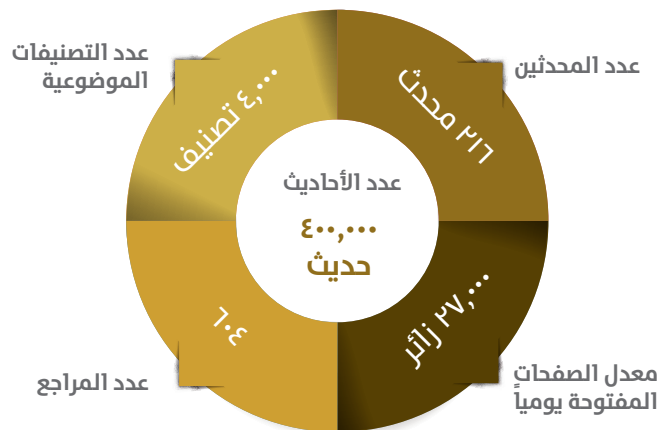 عدد المحدثين
٢١٦ محدث
عدد التصنيفات
الموضوعية
٤,٠٠٠ تصنيف
عدد الأحاديث
٤٠٠,٠٠٠
حديث
معدل الصفحات
المفتوحة يومياً
٢٧,٠٠٠ زائر
عدد المراجع
٦٠٤